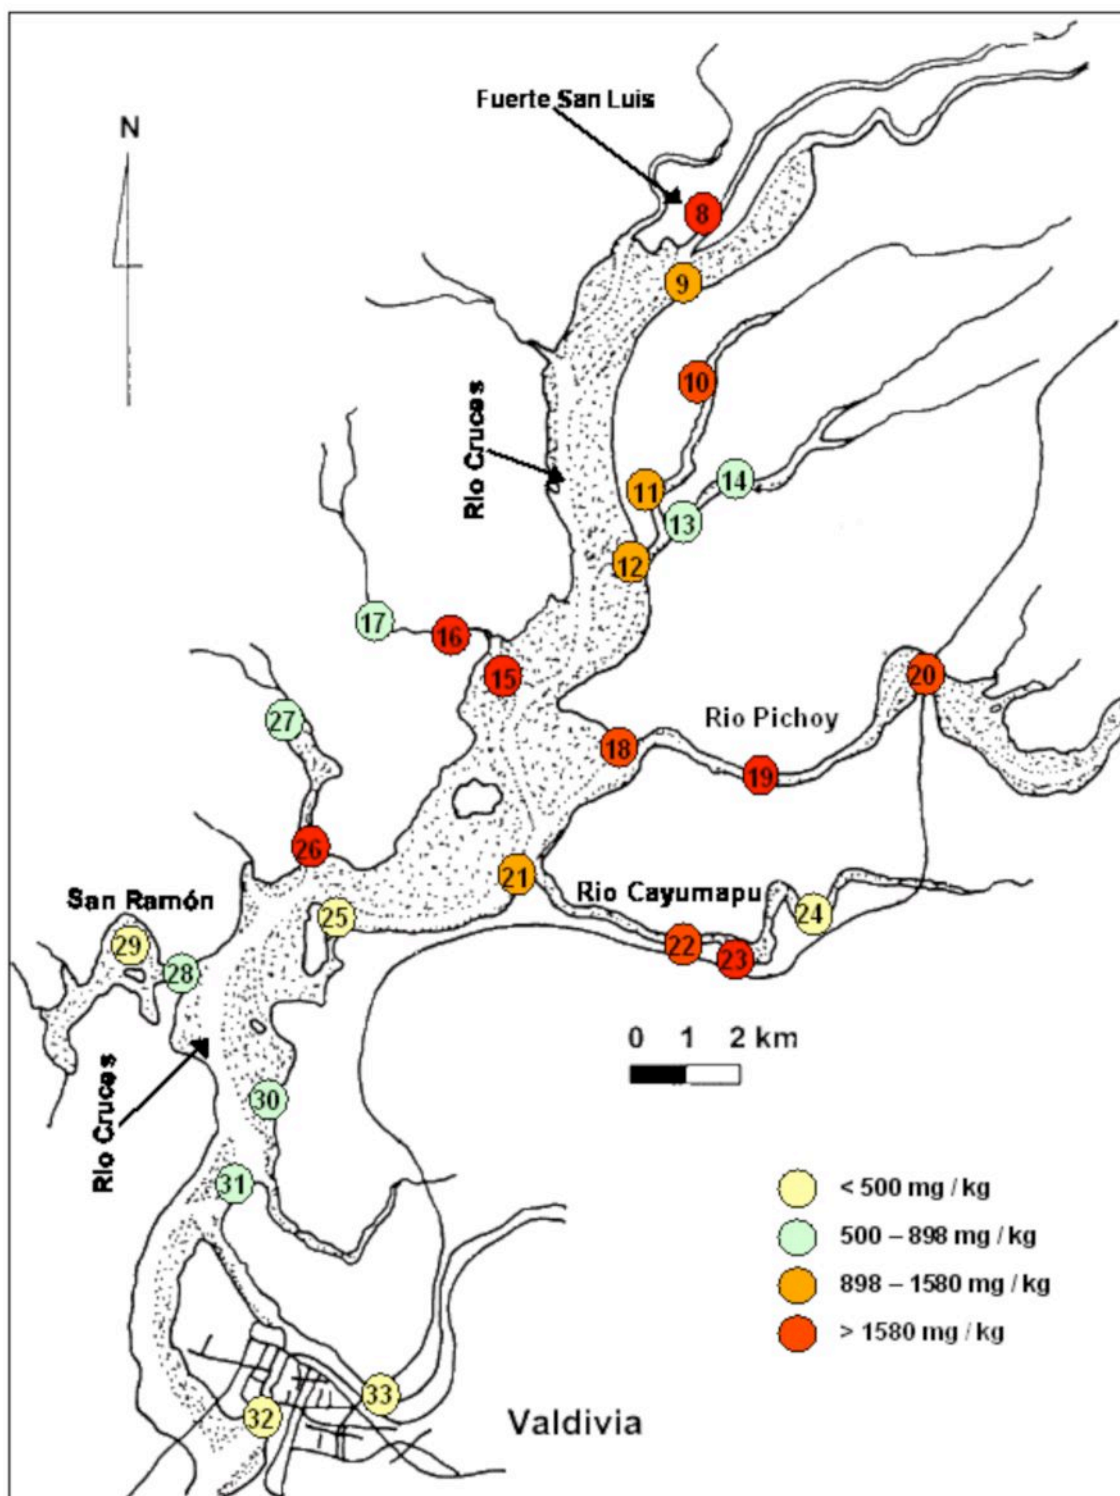 Fuerte San Luis
N
8
9
10
Rio Cruces
11
14
13
12
17
16
15
20
Rio Pichoy
27
18
19
26
21
Rio Cayumapu
San Ramón
25
24
29
22
28
23
0 1 2 km
Rio Cruces
30
31
< 500 mg / kg
500 – 898 mg / kg
898 – 1580 mg / kg
> 1580 mg / kg
33
32
Valdivia